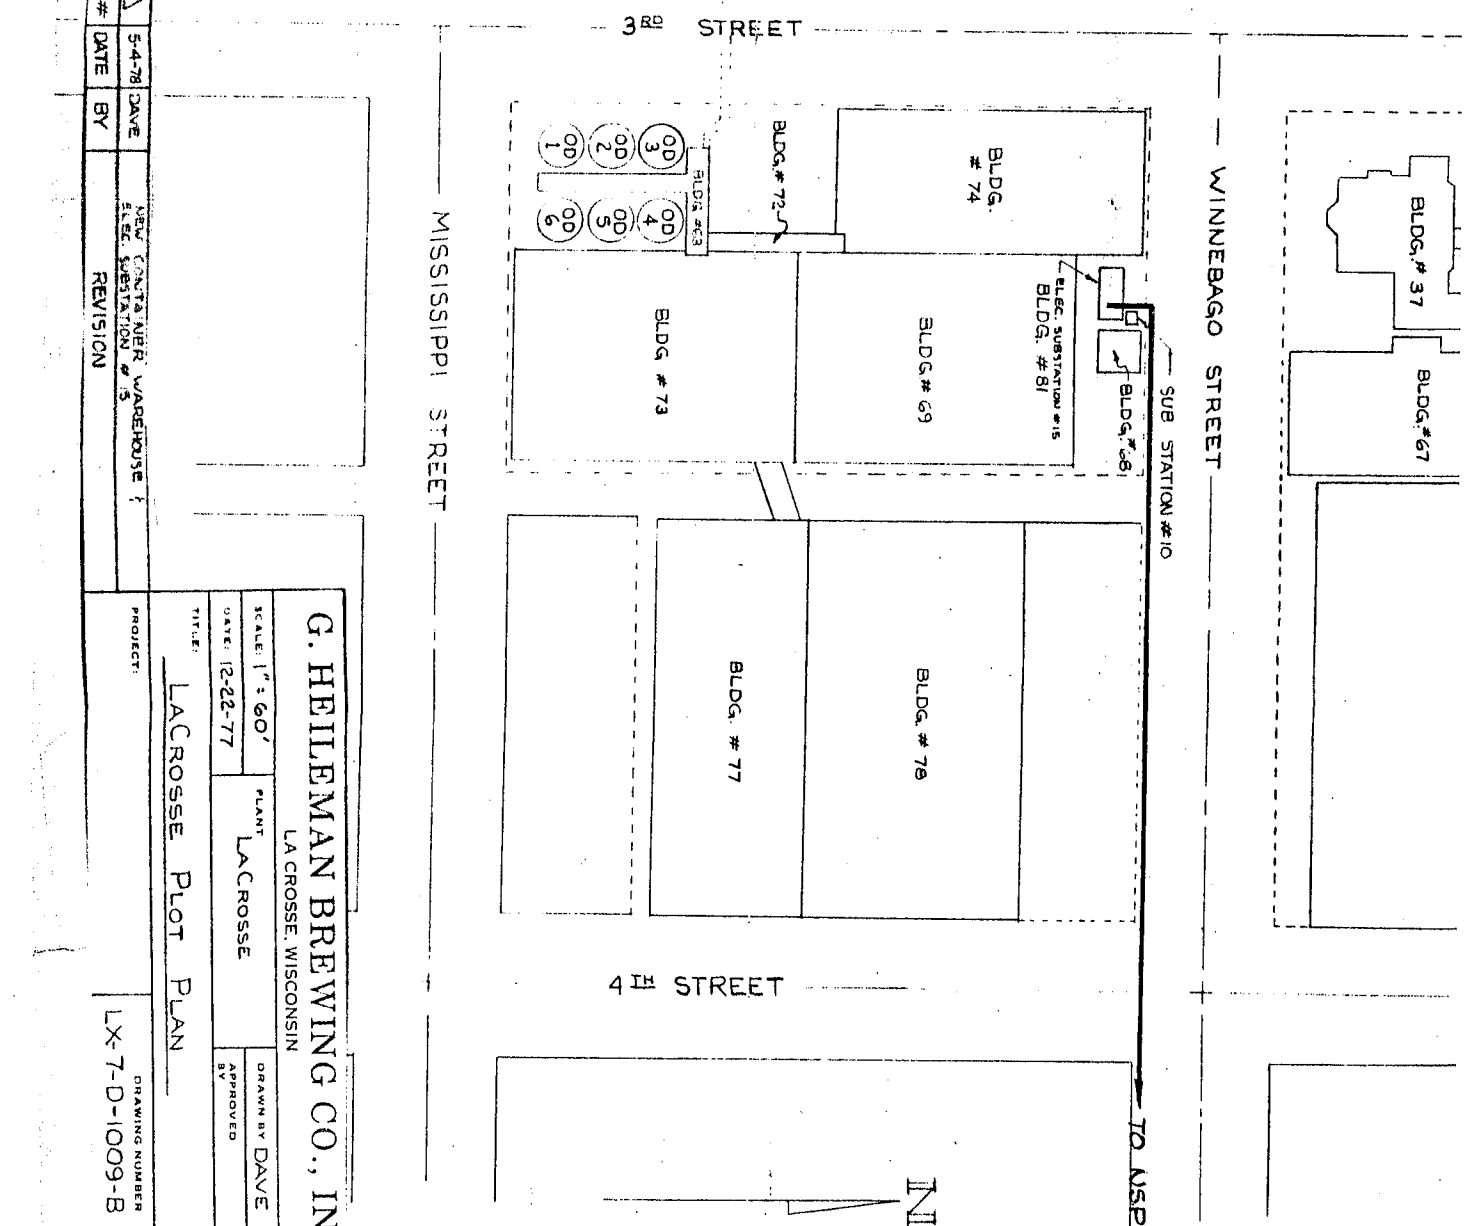 3RD STREET
WINNEBAGO STREET
MISSISSIPPI STREET
4TH STREET
BLDG.# 37
BLDG.#67
BLDG. # 74
BLDG.# 72
BLDG #63
OD 3
OD 2
OD 1
OD 4
OD 5
OD 6
BLDG # 73
BLDG.# 69
ELEC. SUBSTATION #15
BLDG. #81
BLDG.#68
SUB STATION #10
BLDG. # 77
BLDG. # 78
TO NSP
N
# DATE BY REVISION
5-4-78 DAVE NEW CONTAINER WAREHOUSE &
ELEC SUBSTATION # 15
G. HEILEMAN BREWING CO., IN
LA CROSSE, WISCONSIN
SCALE: 1" = 60'
DATE: 12-22-77
PLANT
LACROSSE
DRAWN BY DAVE
APPROVED
BY
TITLE:
LACROSSE PLOT PLAN
PROJECT:
DRAWING NUMBER
LX-7-D-1009-B